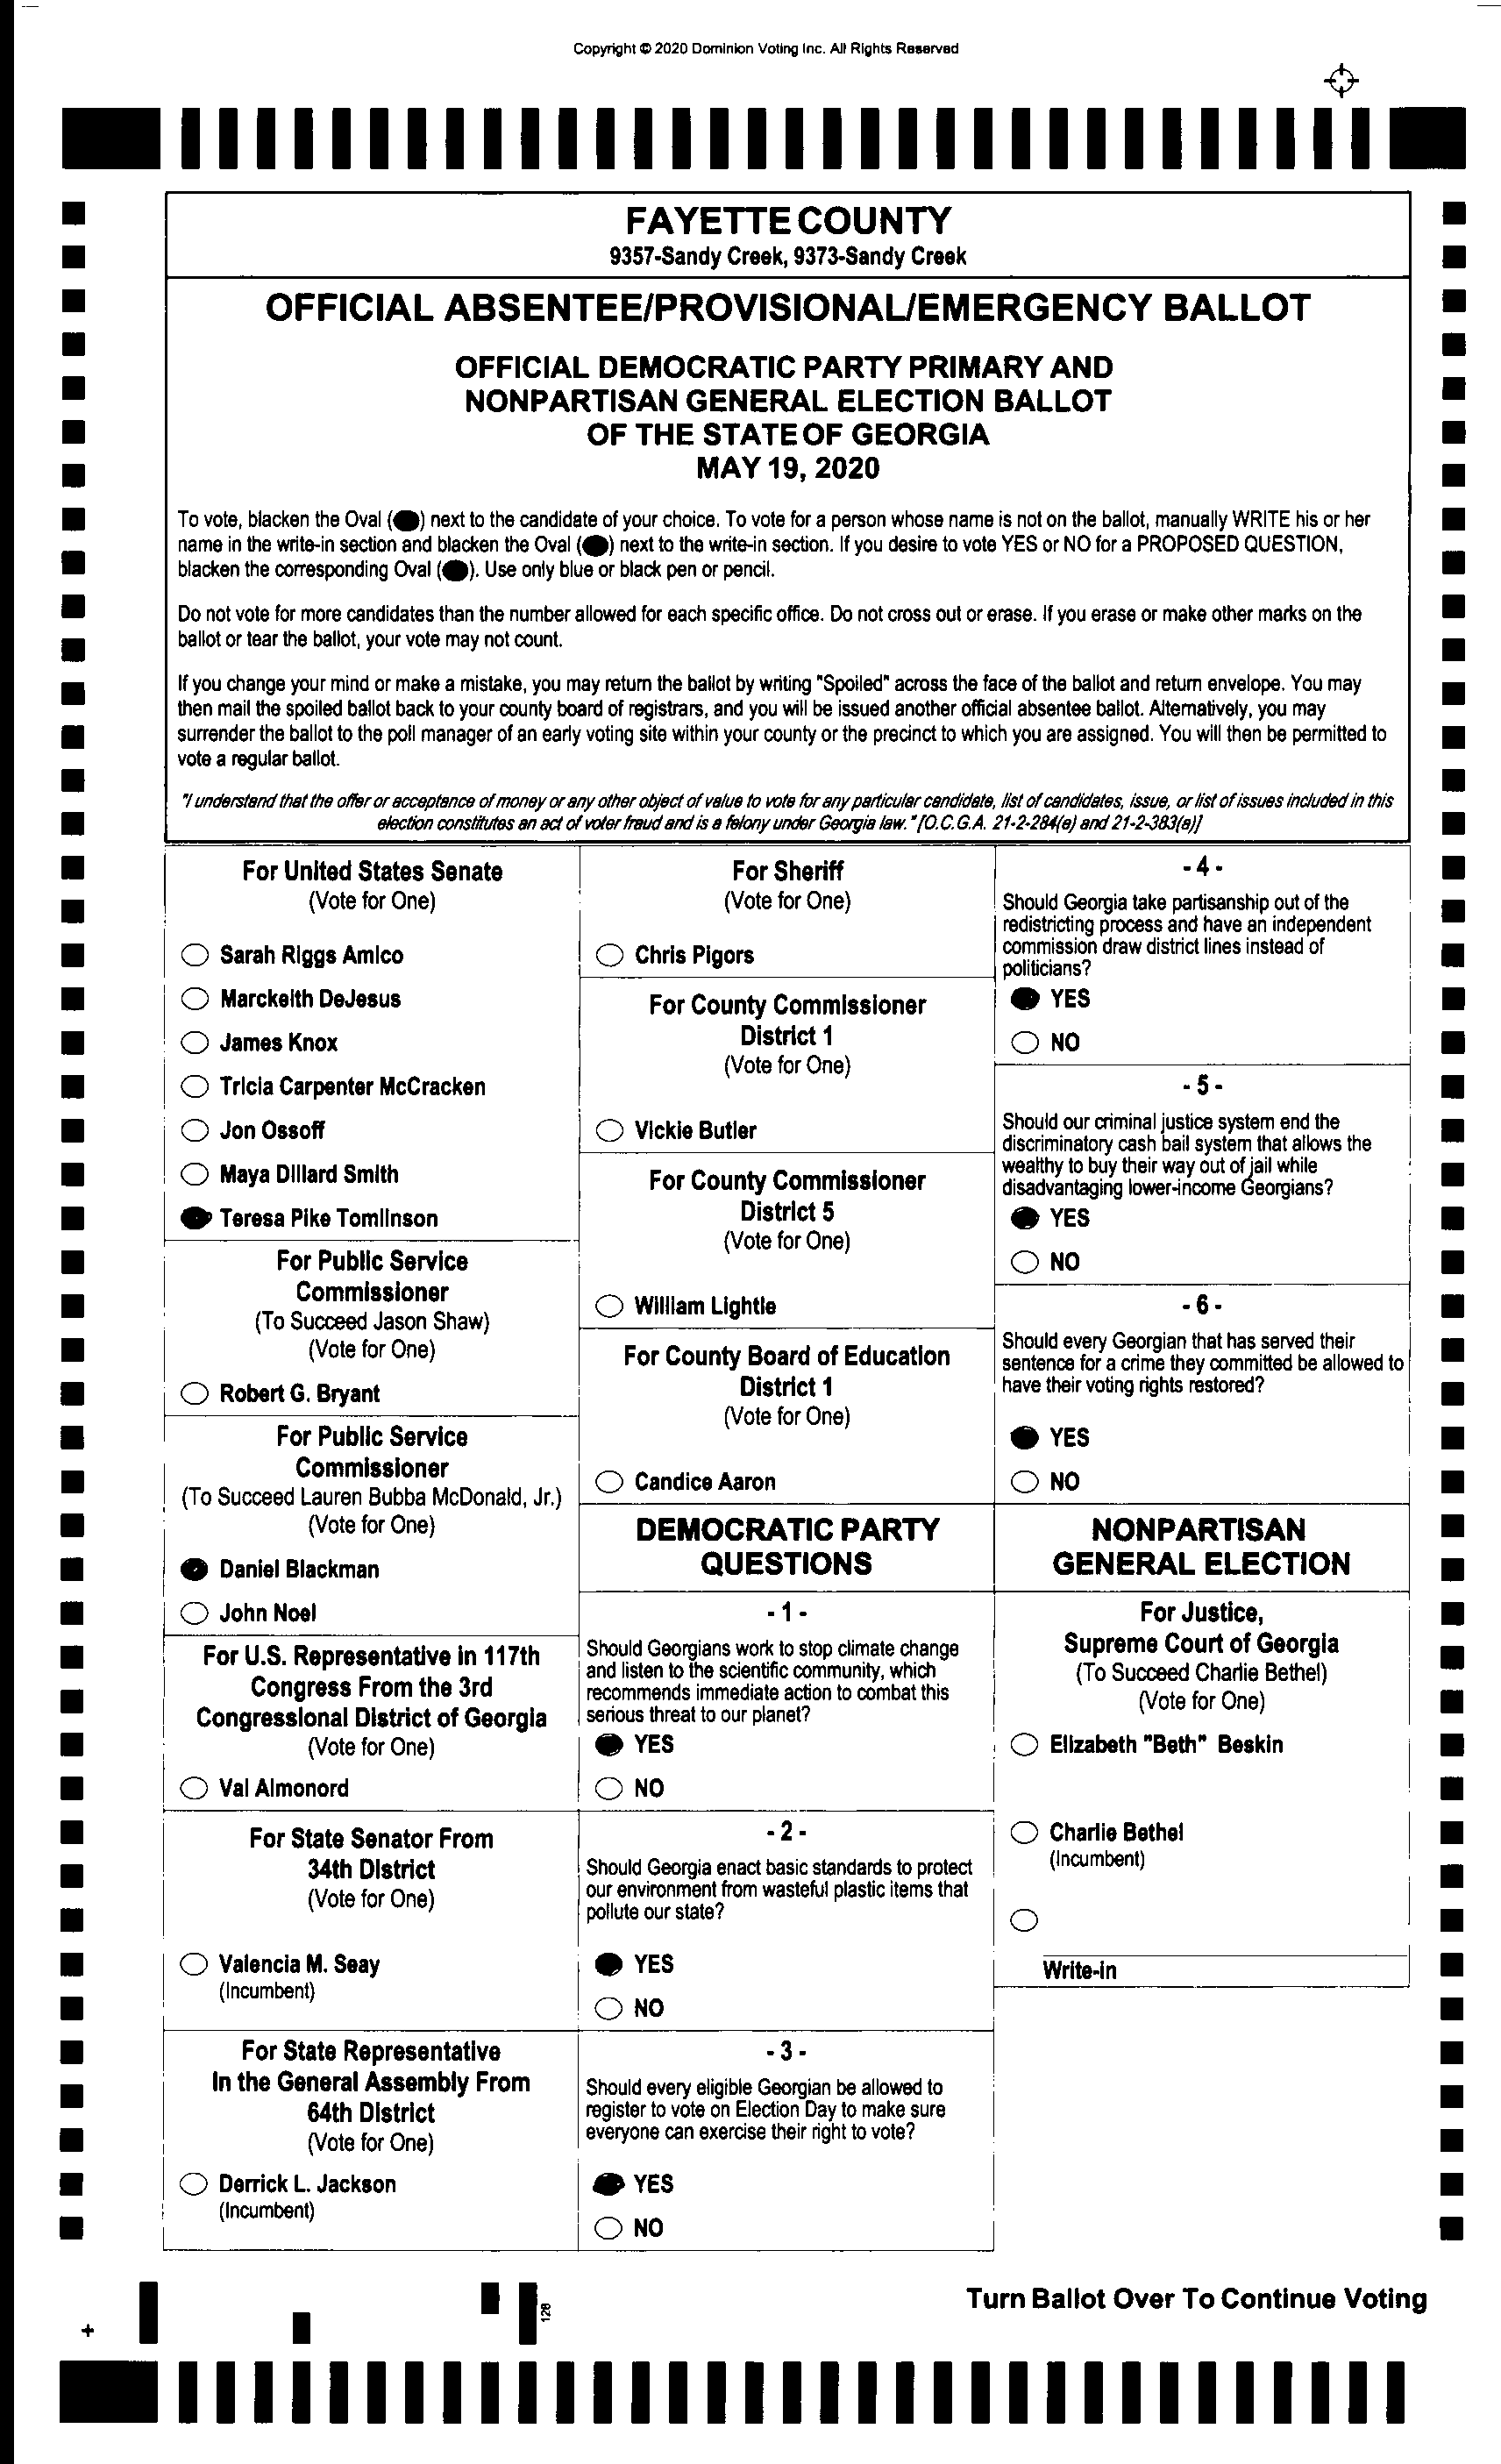 Copyright © 2020 Dominion Voting Inc. All Rights Reserved
FAYETTE COUNTY
9357-Sandy Creek, 9373-Sandy Creek
OFFICIAL ABSENTEE/PROVISIONAL/EMERGENCY BALLOT
OFFICIAL DEMOCRATIC PARTY PRIMARY AND
NONPARTISAN GENERAL ELECTION BALLOT
OF THE STATE OF GEORGIA
MAY 19, 2020
To vote, blacken the Oval ( ) next to the candidate of your choice. To vote for a person whose name is not on the ballot, manually WRITE his or her
name in the write-in section and blacken the Oval ( ) next to the write-in section. If you desire to vote YES or NO for a PROPOSED QUESTION,
blacken the corresponding Oval ( ). Use only blue or black pen or pencil.
Do not vote for more candidates than the number allowed for each specific office. Do not cross out or erase. If you erase or make other marks on the
ballot or tear the ballot, your vote may not count.
If you change your mind or make a mistake, you may return the ballot by writing "Spoiled" across the face of the ballot and return envelope. You may
then mail the spoiled ballot back to your county board of registrars, and you will be issued another official absentee ballot. Alternatively, you may
surrender the ballot to the poll manager of an early voting site within your county or the precinct to which you are assigned. You will then be permitted to
vote a regular ballot.
"I understand that the offer or acceptance of money or any other object of value to vote for any particular candidate, list of candidates, issue, or list of issues included in this
election constitutes an act of voter fraud and is a felony under Georgia law." [O.C.G.A. 21-2-284(e) and 21-2-383(a)]
For United States Senate
(Vote for One)
Sarah Riggs Amico
Marckeith DeJesus
James Knox
Tricia Carpenter McCracken
Jon Ossoff
Maya Dillard Smith
Teresa Pike Tomlinson
For Public Service
Commissioner
(To Succeed Jason Shaw)
(Vote for One)
Robert G. Bryant
For Public Service
Commissioner
(To Succeed Lauren Bubba McDonald, Jr.)
(Vote for One)
Daniel Blackman
John Noel
For U.S. Representative in 117th
Congress From the 3rd
Congressional District of Georgia
(Vote for One)
Val Almonord
For State Senator From
34th District
(Vote for One)
Valencia M. Seay
(Incumbent)
For State Representative
In the General Assembly From
64th District
(Vote for One)
Derrick L. Jackson
(Incumbent)
For Sheriff
(Vote for One)
Chris Pigors
For County Commissioner
District 1
(Vote for One)
Vickie Butler
For County Commissioner
District 5
(Vote for One)
William Lightle
For County Board of Education
District 1
(Vote for One)
Candice Aaron
DEMOCRATIC PARTY
QUESTIONS
- 1 -
Should Georgians work to stop climate change
and listen to the scientific community, which
recommends immediate action to combat this
serious threat to our planet?
YES
NO
- 2 -
Should Georgia enact basic standards to protect
our environment from wasteful plastic items that
pollute our state?
YES
NO
- 3 -
Should every eligible Georgian be allowed to
register to vote on Election Day to make sure
everyone can exercise their right to vote?
YES
NO
- 4 -
Should Georgia take partisanship out of the
redistricting process and have an independent
commission draw district lines instead of
politicians?
YES
NO
- 5 -
Should our criminal justice system end the
discriminatory cash bail system that allows the
wealthy to buy their way out of jail while
disadvantaging lower-income Georgians?
YES
NO
- 6 -
Should every Georgian that has served their
sentence for a crime they committed be allowed to
have their voting rights restored?
YES
NO
NONPARTISAN
GENERAL ELECTION
For Justice,
Supreme Court of Georgia
(To Succeed Charlie Bethel)
(Vote for One)
Elizabeth "Beth" Beskin
Charlie Bethel
(Incumbent)
Write-in
Turn Ballot Over To Continue Voting
128
+